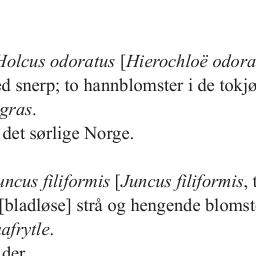 Holcus odoratus [Hierochloë odora
ed snerp; to hannblomster i de tokjø
gras.
det sørlige Norge.
uncus filiformis [Juncus filiformis, t
[bladløse] strå og hengende blomst
afrytle.
der